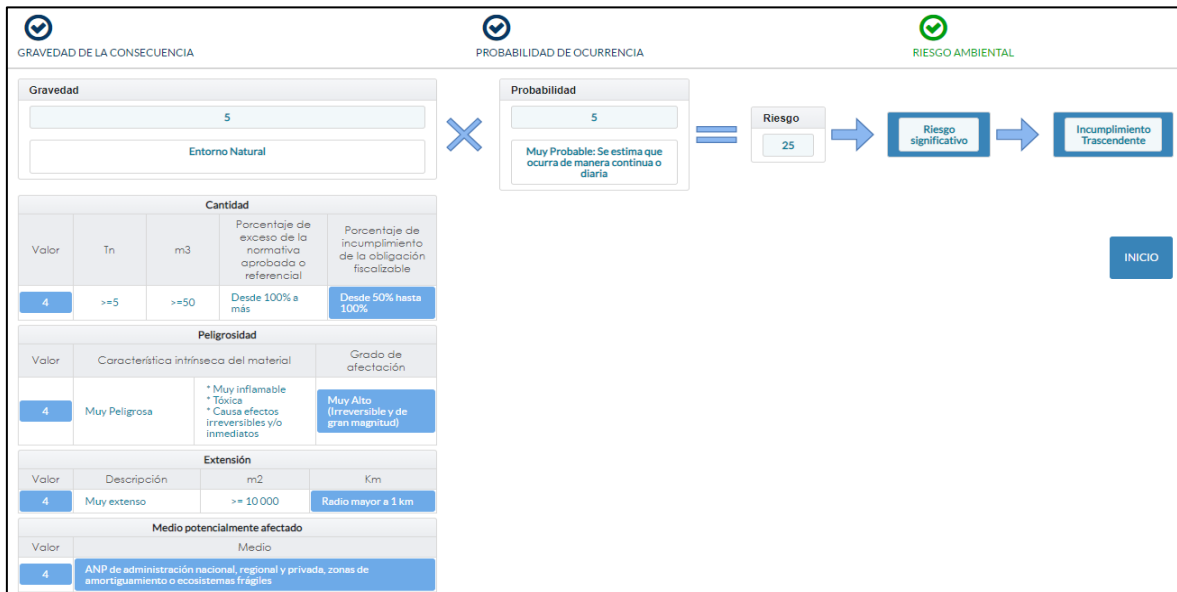 GRAVEDAD DE LA CONSECUENCIA
PROBABILIDAD DE OCURRENCIA
RIESGO AMBIENTAL
Gravedad
5
Entorno Natural
Probabilidad
5
Muy Probable: Se estima que
ocurra de manera continua o
diaria
Riesgo
25
Riesgo
significativo
Incumplimiento
Trascendente
INICIO
Cantidad
Valor
Tn
m3
Porcentaje de
exceso de la
normativa
aprobada o
referencial
Porcentaje de
incumplimiento
de la obligación
fiscalizable
4
>=5
>=50
Desde 100% a
más
Desde 50% hasta
100%
Peligrosidad
Valor
Característica intrínseca del material
Grado de
afectación
4
Muy Peligrosa
* Muy inflamable
* Tóxica
* Causa efectos
irreversibles y/o
inmediatos
Muy Alto
(Irreversible y de
gran magnitud)
Extensión
Valor
Descripción
m2
Km
4
Muy extenso
>= 10 000
Radio mayor a 1 km
Medio potencialmente afectado
Valor
Medio
4
ANP de administración nacional, regional y privada, zonas de
amortiguamiento o ecosistemas frágiles